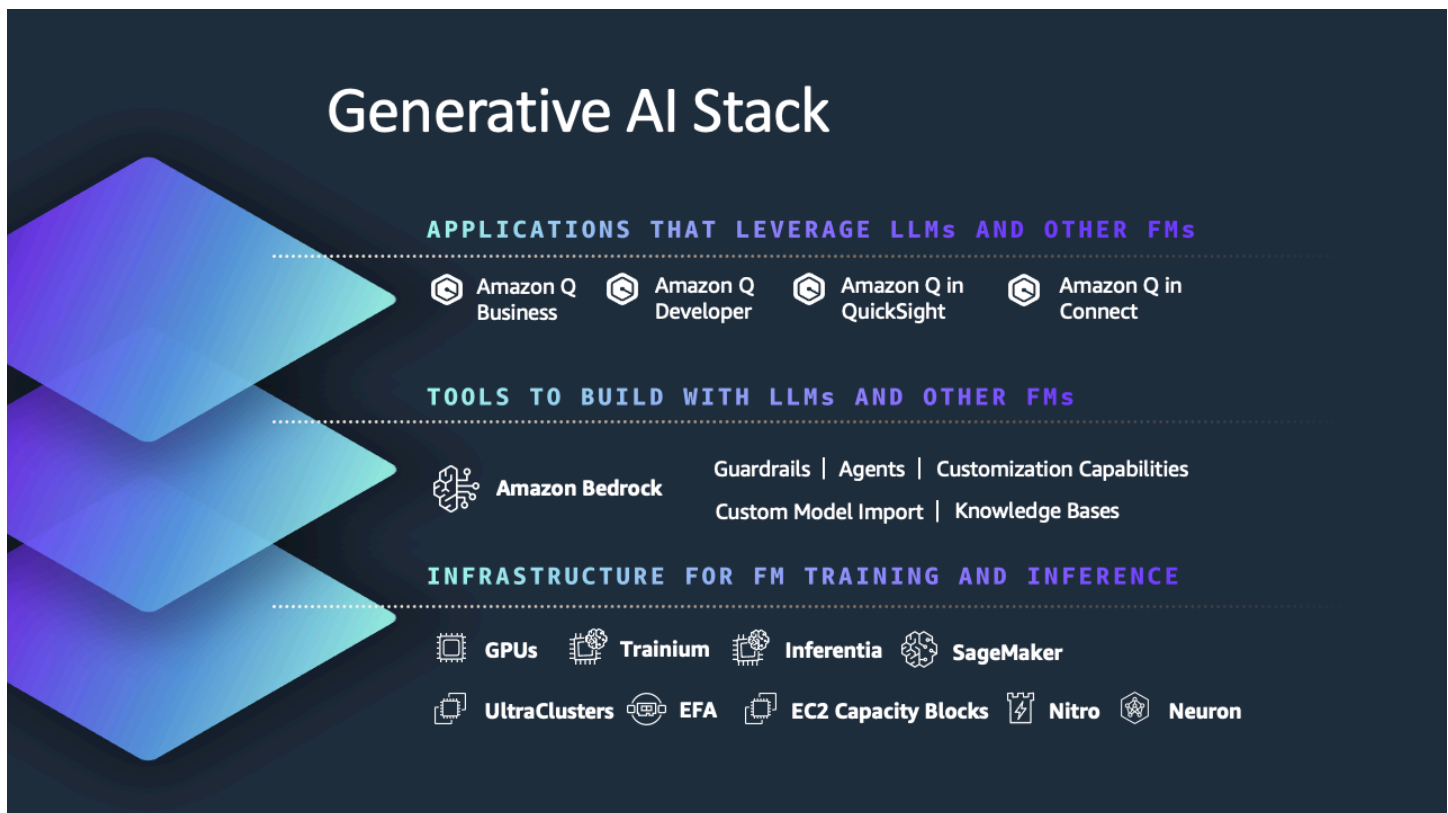 Generative AI Stack
APPLICATIONS THAT LEVERAGE LLMs AND OTHER FMs
Amazon Q
Business
Amazon Q
Developer
Amazon Q in
QuickSight
Amazon Q in
Connect
TOOLS TO BUILD WITH LLMs AND OTHER FMs
Amazon Bedrock
Guardrails | Agents | Customization Capabilities
Custom Model Import | Knowledge Bases
INFRASTRUCTURE FOR FM TRAINING AND INFERENCE
GPUs Trainium Inferentia SageMaker
UltraClusters EFA EC2 Capacity Blocks Nitro Neuron